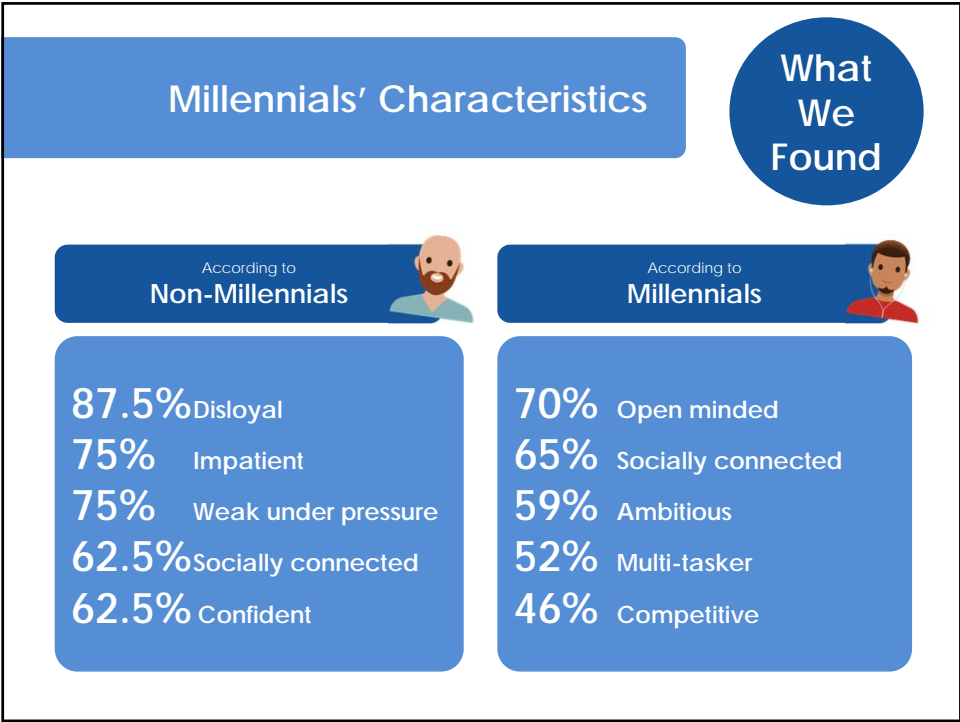 Millennials’ Characteristics
What
We
Found
According to
Non-Millennials
87.5% Disloyal
75% Impatient
75% Weak under pressure
62.5% Socially connected
62.5% Confident
According to
Millennials
70% Open minded
65% Socially connected
59% Ambitious
52% Multi-tasker
46% Competitive